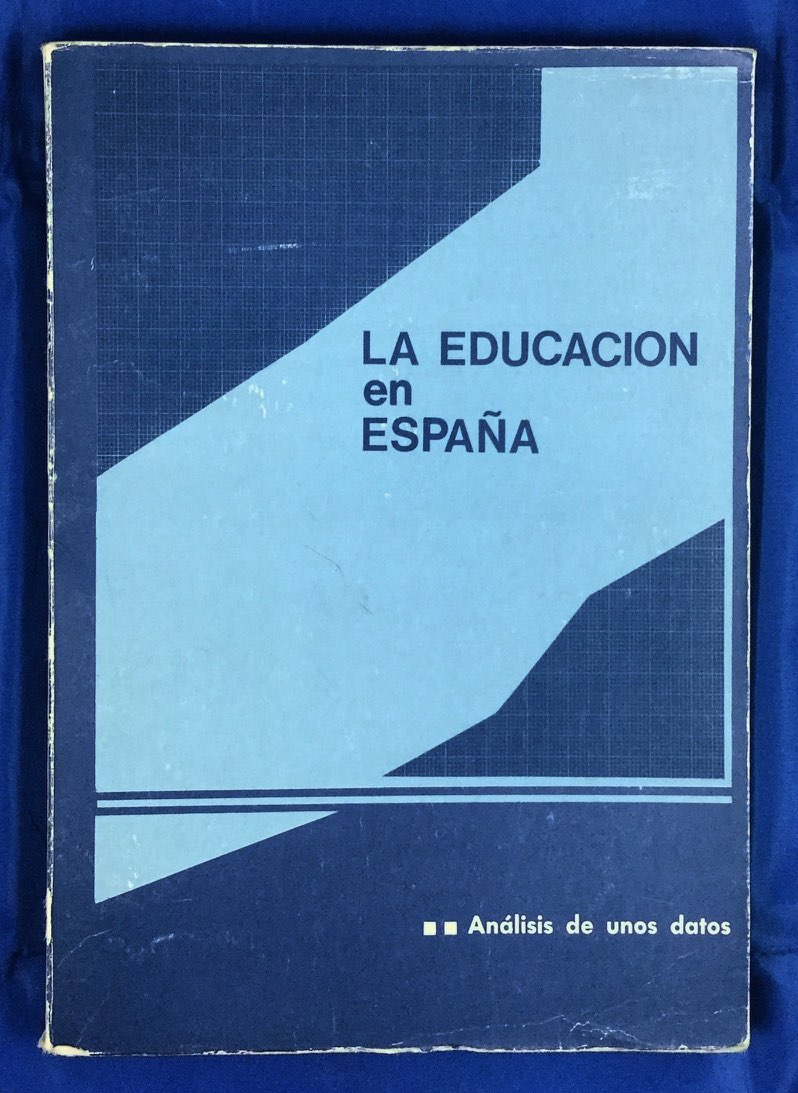 LA EDUCACION
en
ESPAÑA
Análisis de unos datos